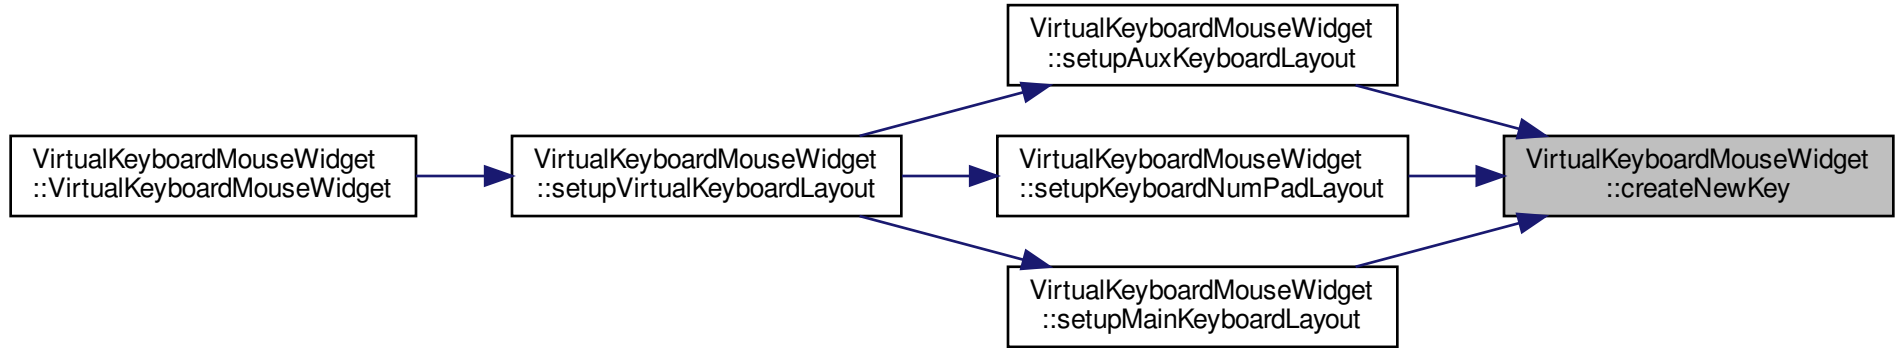 VirtualKeyboardMouseWidget
::VirtualKeyboardMouseWidget
VirtualKeyboardMouseWidget
::setupVirtualKeyboardLayout
VirtualKeyboardMouseWidget
::setupAuxKeyboardLayout
VirtualKeyboardMouseWidget
::setupKeyboardNumPadLayout
VirtualKeyboardMouseWidget
::setupMainKeyboardLayout
VirtualKeyboardMouseWidget
::createNewKey